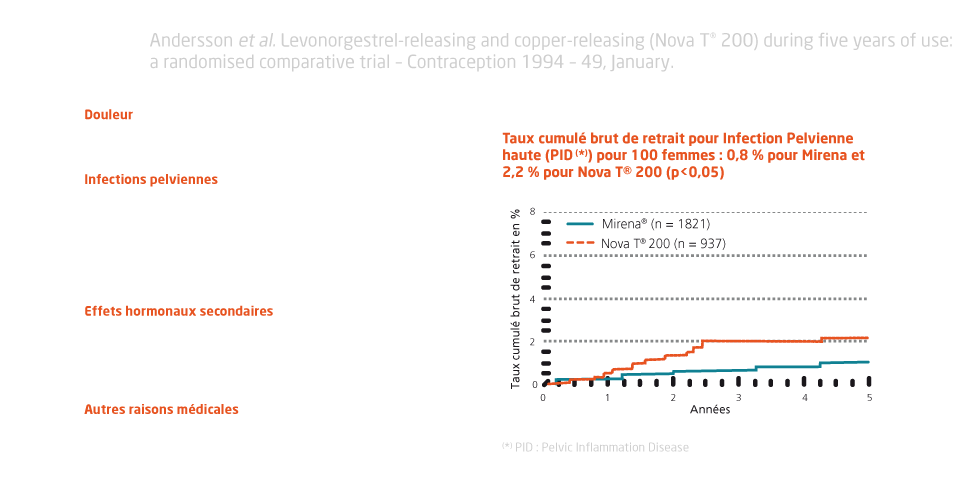 Andersson et al. Levonorgestrel-releasing and copper-releasing (Nova T® 200) during five years of use:
a randomised comparative trial – Contraception 1994 – 49, January.
Douleur
Infections pelviennes
Effets hormonaux secondaires
Autres raisons médicales
Taux cumulé brut de retrait pour Infection Pelvienne
haute (PID (*)) pour 100 femmes : 0,8 % pour Mirena et
2,2 % pour Nova T® 200 (p<0,05)
Taux cumulé brut de retrait en %
8
6
4
2
0
Mirena® (n = 1821)
Nova T® 200 (n = 937)
0 1 2 3 4 5
Années
(*) PID : Pelvic Inflammation Disease